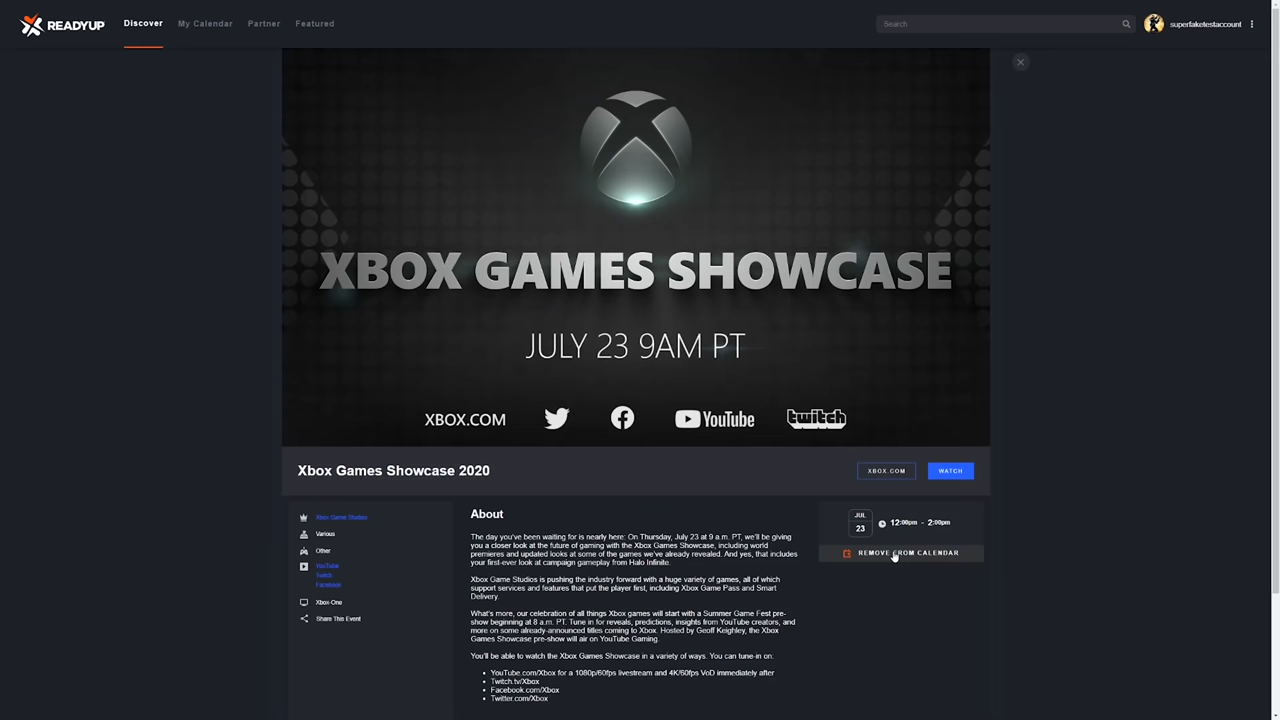 READYUP Discover My Calendar Partner Featured Search superfaketestaccount
XBOX GAMES SHOWCASE
JULY 23 9AM PT
XBOX.COM YouTube twitch
Xbox Games Showcase 2020 XBOX.COM WATCH
Xbox Game Studios
Various
Other
YouTube
Twitch
Facebook
Xbox-One
Share This Event
About
The day you've been waiting for is nearly here: On Thursday, July 23 at 9 a.m. PT, we'll be giving
you a closer look at the future of gaming with the Xbox Games Showcase, including world
premieres and updated looks at some of the games we've already revealed. And yes, that includes
your first-ever look at campaign gameplay from Halo Infinite.
Xbox Game Studios is pushing the industry forward with a huge variety of games, all of which
support services and features that put the player first, including Xbox Game Pass and Smart
Delivery.
What's more, our celebration of all things Xbox games will start with a Summer Game Fest pre-
show beginning at 8 a.m. PT. Tune in for reveals, predictions, insights from YouTube creators, and
more on some already-announced titles coming to Xbox. Hosted by Geoff Keighley, the Xbox
Games Showcase pre-show will air on YouTube Gaming.
You'll be able to watch the Xbox Games Showcase in a variety of ways. You can tune-in on:
• YouTube.com/Xbox for a 1080p/60fps livestream and 4K/60fps VoD immediately after
• Twitch.tv/Xbox
• Facebook.com/Xbox
• Twitter.com/Xbox
JUL
23
12:00pm - 2:00pm
REMOVE FROM CALENDAR